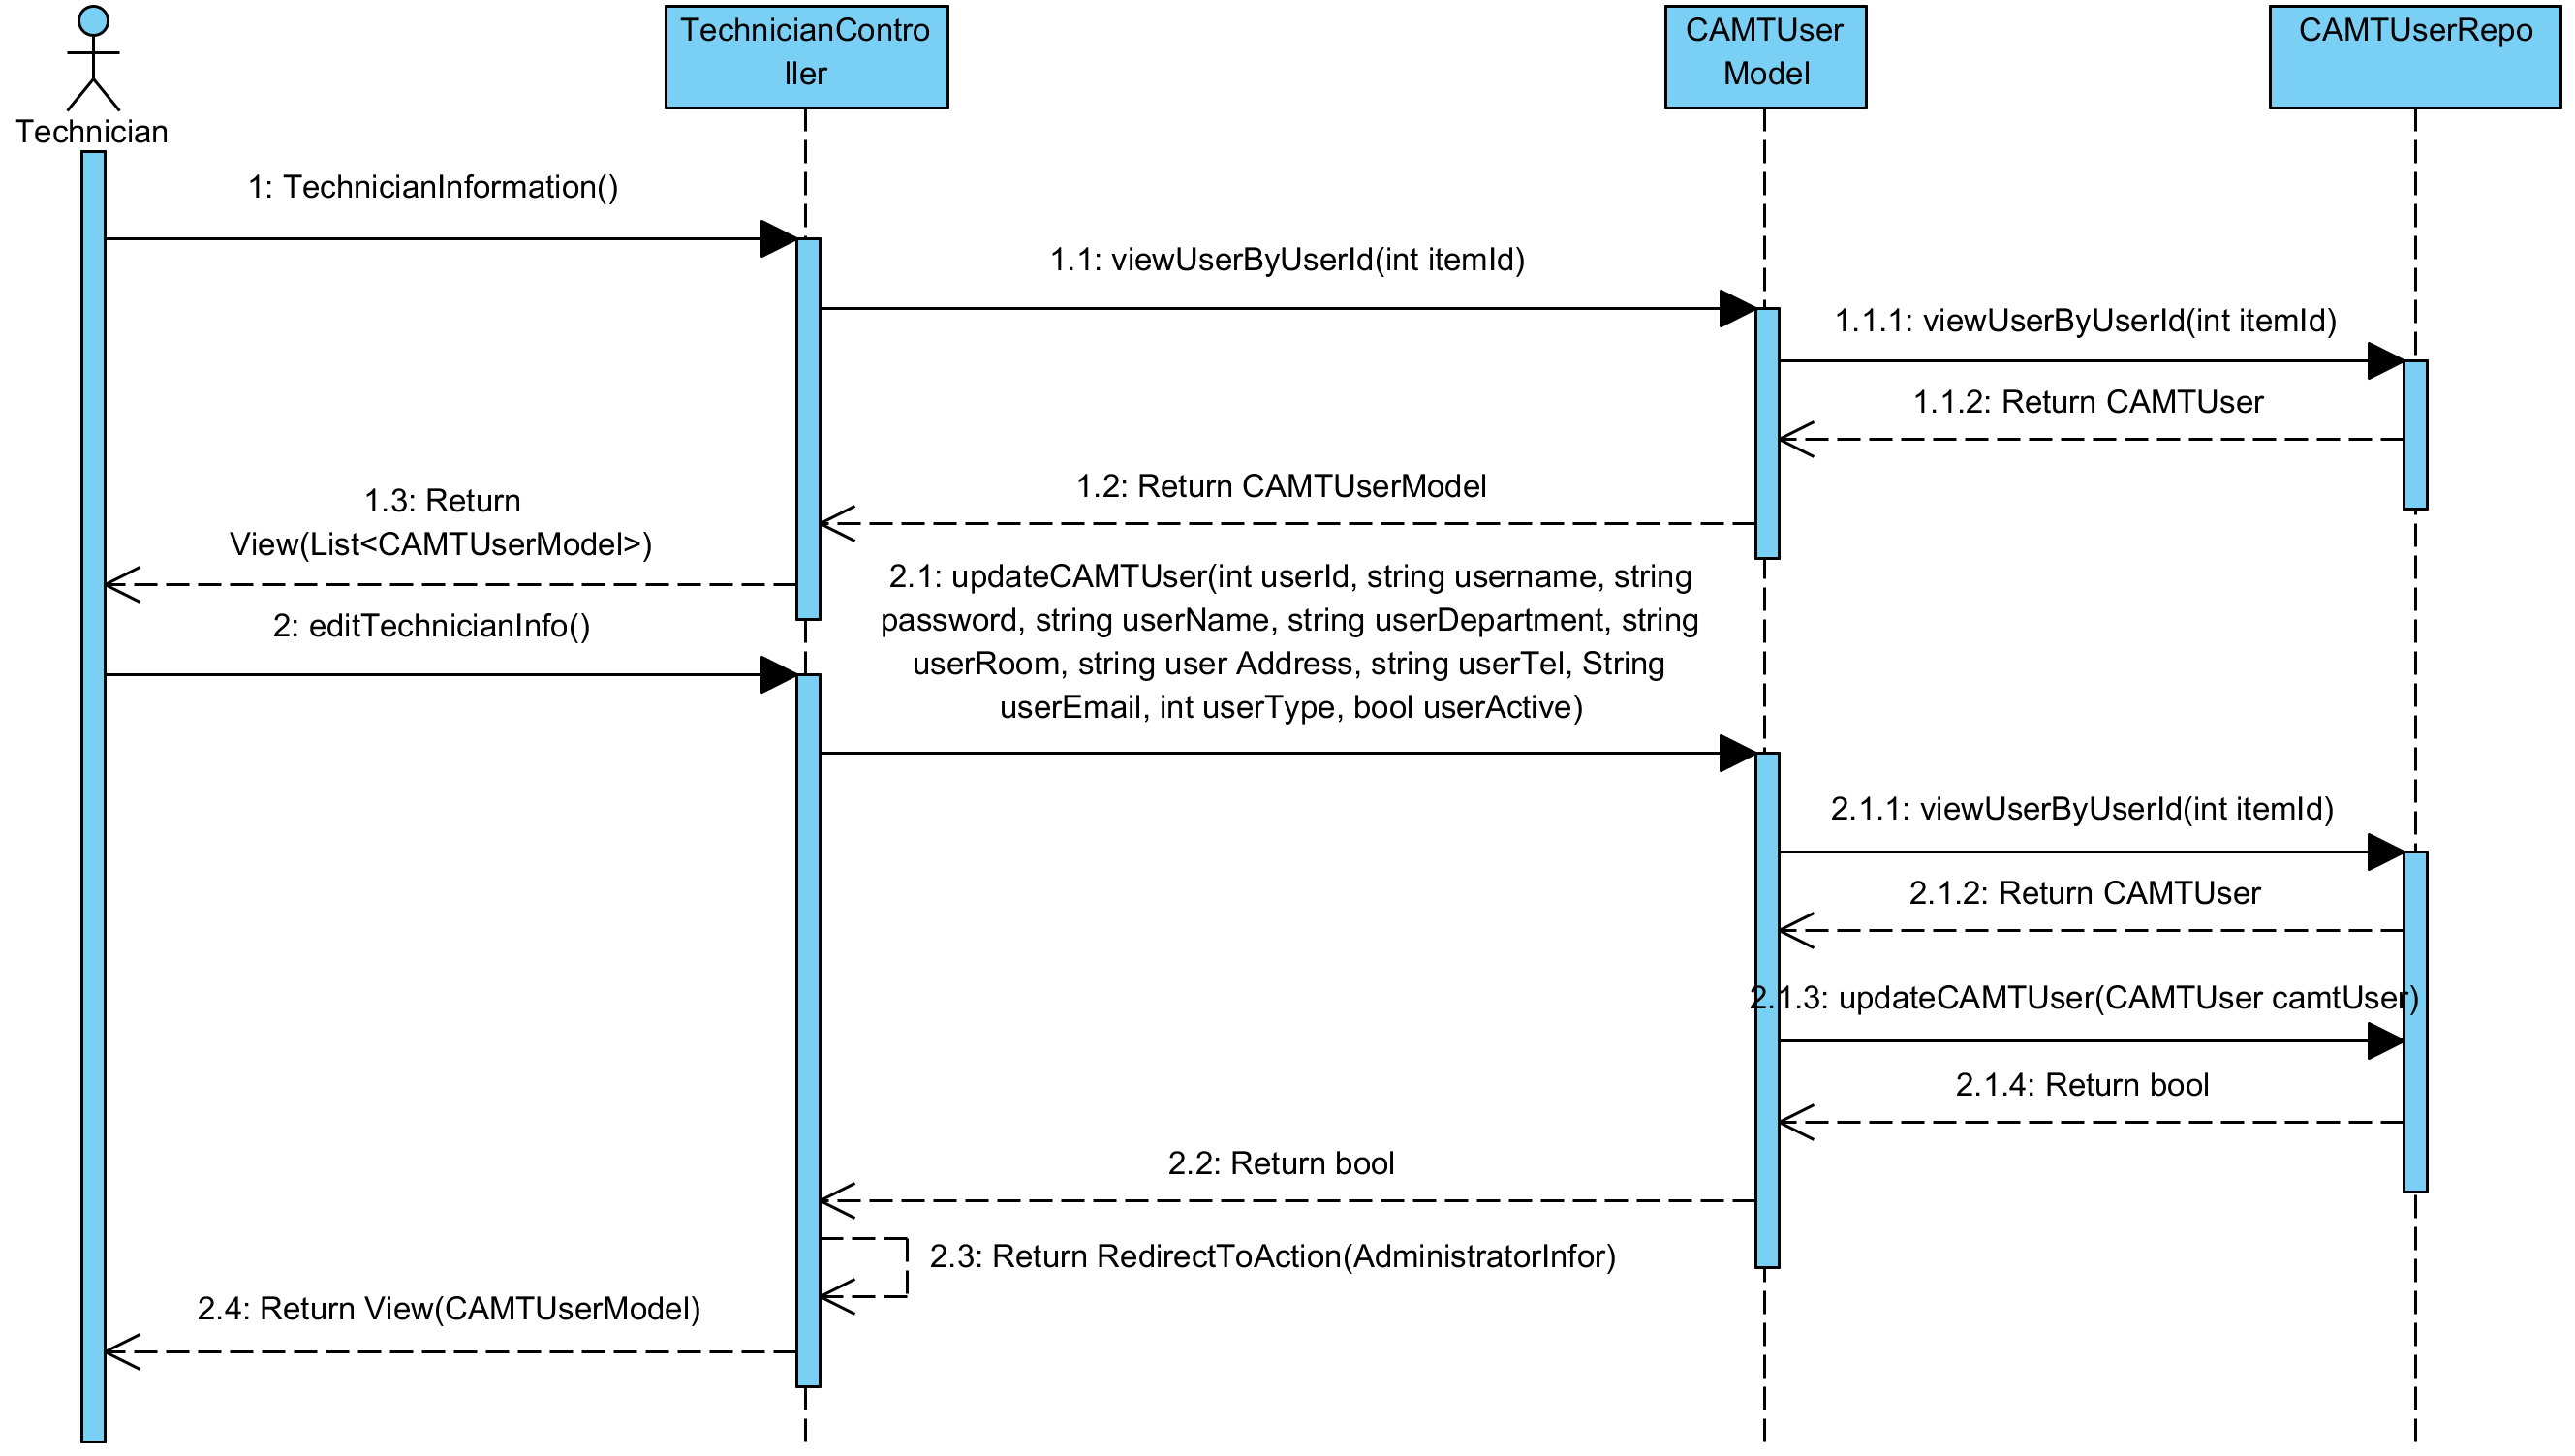 TechnicianContro
ller
CAMTUser
Model
CAMTUserRepo
Technician
1: TechnicianInformation()
1.1: viewUserByUserId(int itemId)
1.1.1: viewUserByUserId(int itemId)
1.1.2: Return CAMTUser
1.2: Return CAMTUserModel
1.3: Return
View(List<CAMTUserModel>)
2: editTechnicianInfo()
2.1: updateCAMTUser(int userId, string username, string
password, string userName, string userDepartment, string
userRoom, string user Address, string userTel, String
userEmail, int userType, bool userActive)
2.1.1: viewUserByUserId(int itemId)
2.1.2: Return CAMTUser
2.1.3: updateCAMTUser(CAMTUser camtUser)
2.1.4: Return bool
2.2: Return bool
2.3: Return RedirectToAction(AdministratorInfor)
2.4: Return View(CAMTUserModel)